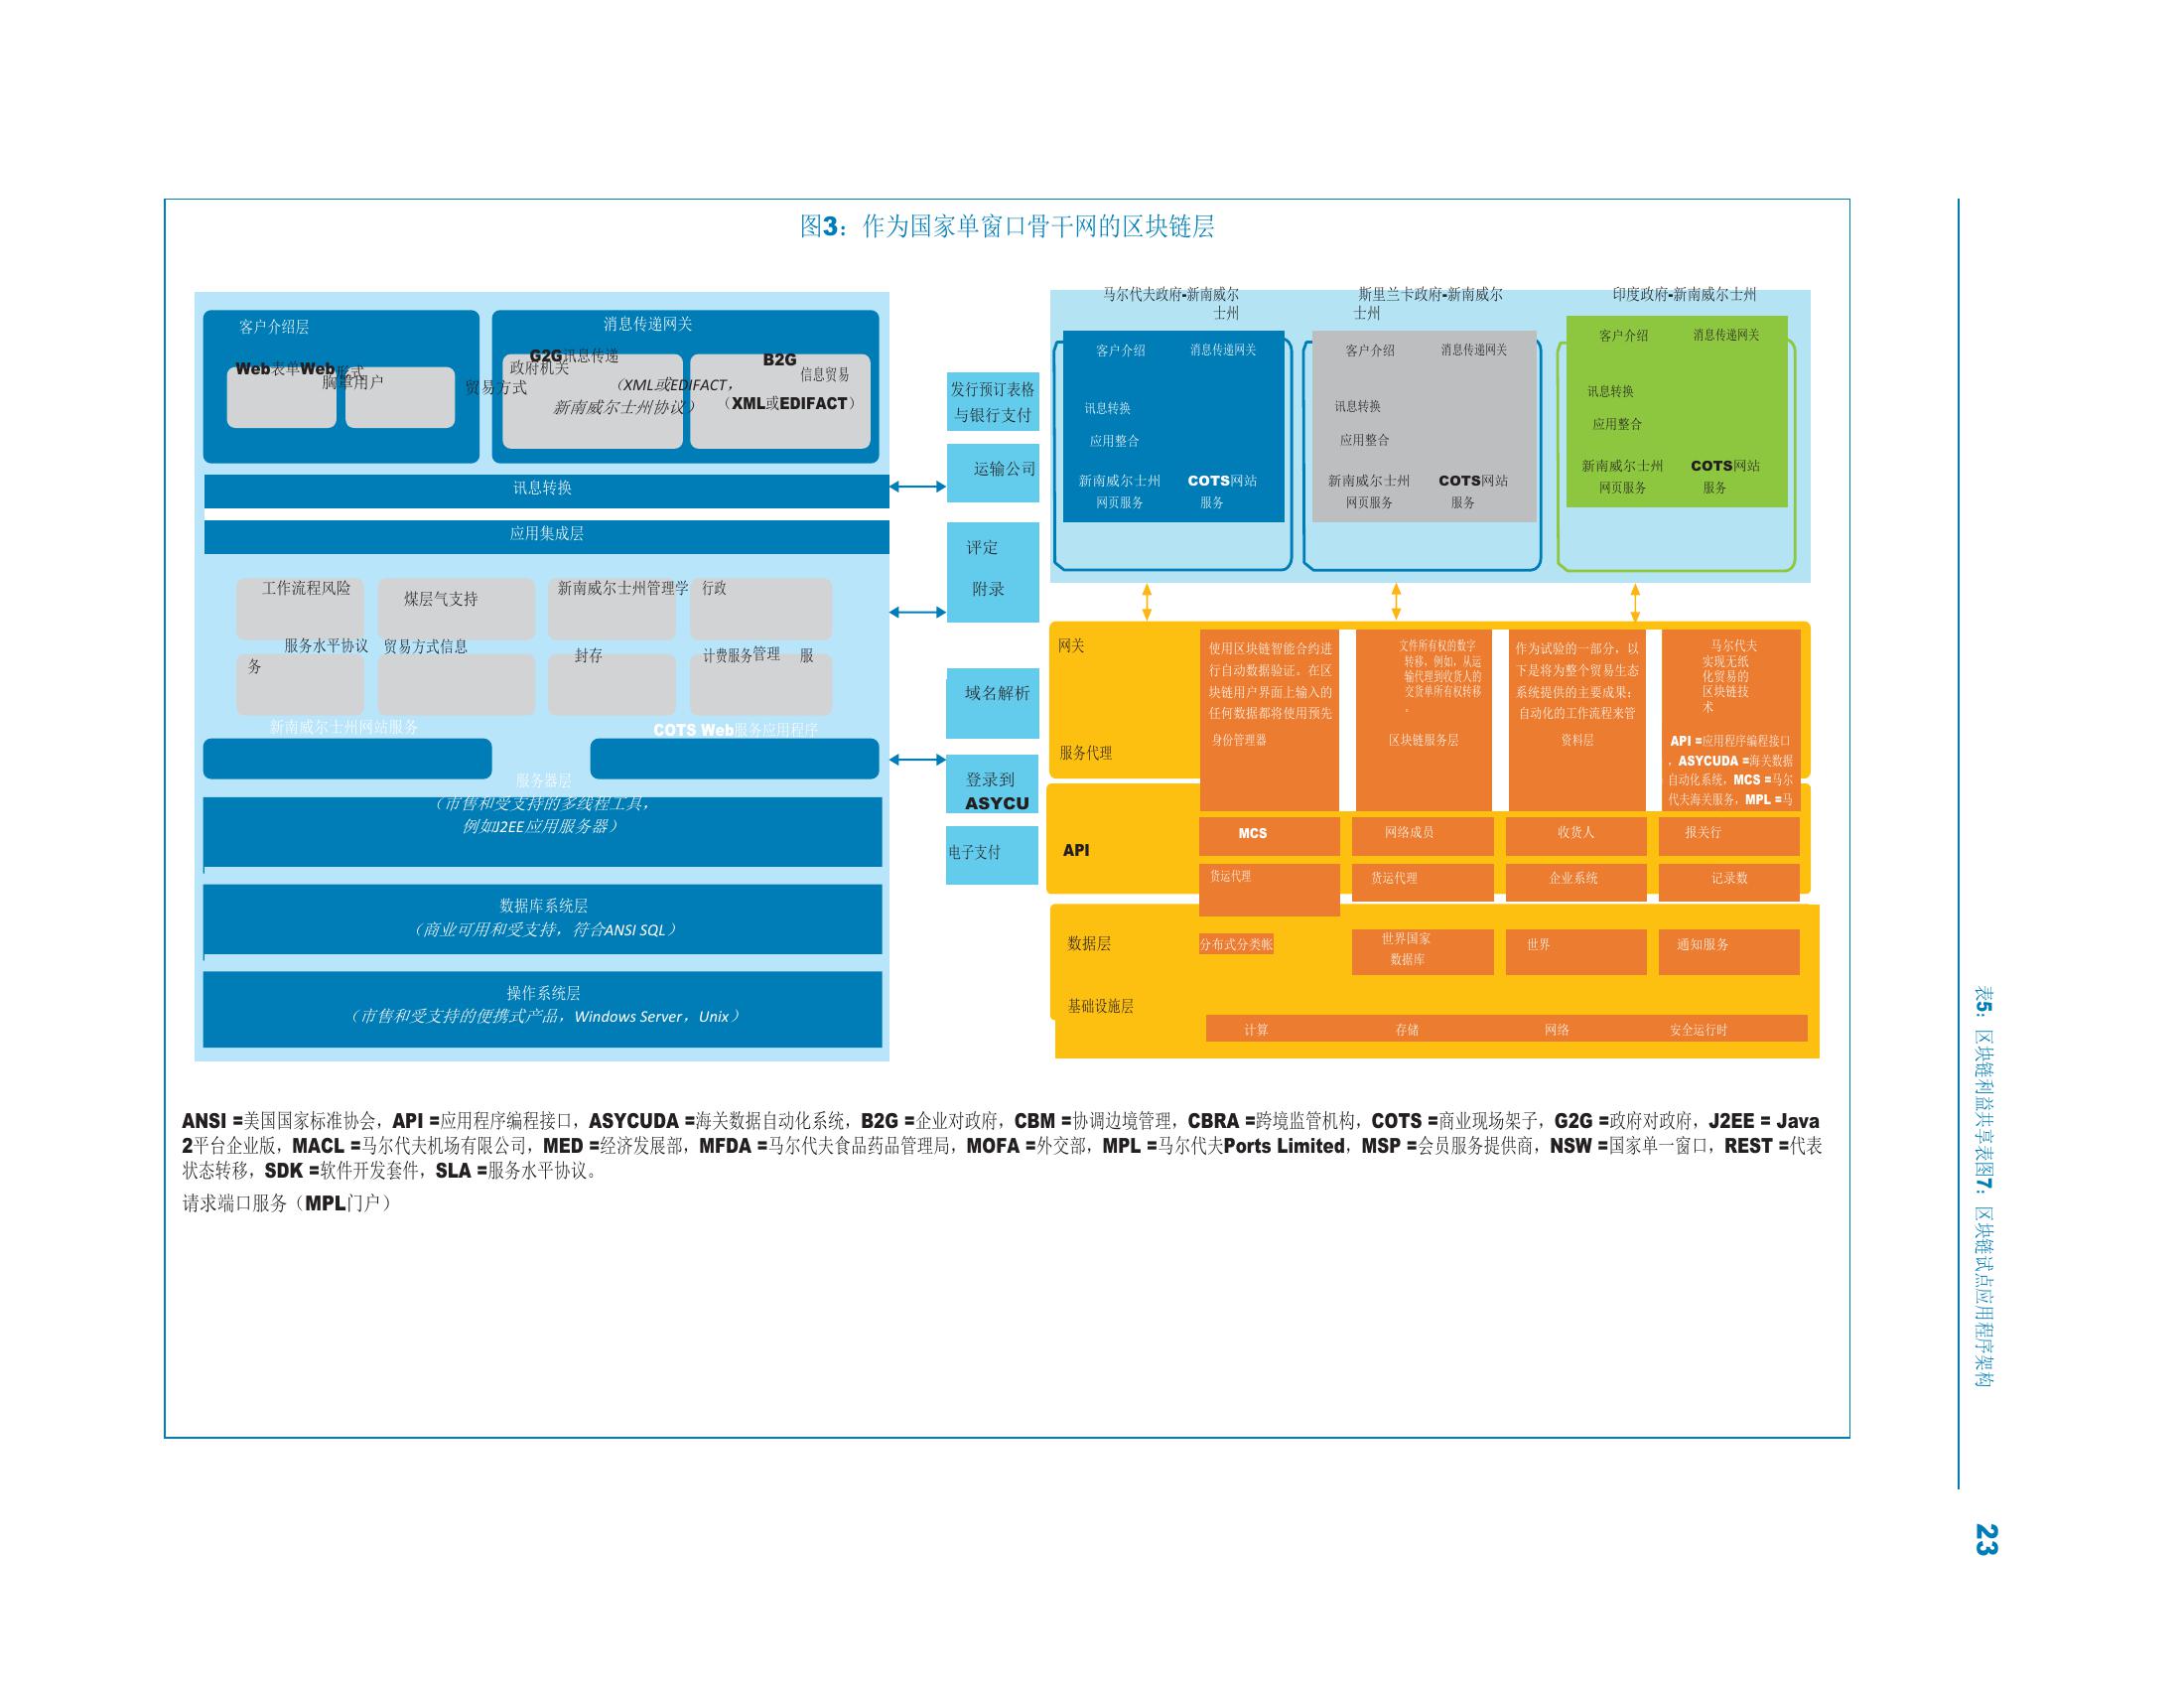 图3：作为国家单窗口骨干网的区块链层
客户介绍层
Web表单Web形式
胸罩用户
贸易方式
消息传递网关
G2G讯息传递
政府机关
（XML或EDIFACT，
新南威尔士州协议）
B2G
信息贸易
（XML或EDIFACT）
讯息转换
应用集成层
工作流程风险
煤层气支持
新南威尔士州管理学
行政
服务水平协议
贸易方式信息
封存
计费服务管理
服
务
新南威尔士州网站服务
COTS Web服务应用程序
服务器层
（市售和受支持的多线程工具，
例如J2EE应用服务器）
数据库系统层
（商业可用和受支持，符合ANSI SQL）
操作系统层
（市售和受支持的便携式产品，Windows Server，Unix）
发行预订表格
与银行支付
运输公司
评定
附录
域名解析
登录到
ASYCU
电子支付
马尔代夫政府-新南威尔
士州
客户介绍
消息传递网关
讯息转换
应用整合
新南威尔士州
网页服务
COTS网站
服务
斯里兰卡政府-新南威尔
士州
客户介绍
消息传递网关
讯息转换
应用整合
新南威尔士州
网页服务
COTS网站
服务
印度政府-新南威尔士州
客户介绍
消息传递网关
讯息转换
应用整合
新南威尔士州
网页服务
COTS网站
服务
网关
服务代理
使用区块链智能合约进
行自动数据验证。在区
块链用户界面上输入的
任何数据都将使用预先
身份管理器
文件所有权的数字
转移，例如，从运
输代理到收货人的
交货单所有权转移
。
区块链服务层
作为试验的一部分，以
下是将为整个贸易生态
系统提供的主要成果：
自动化的工作流程来管
资料层
马尔代夫
实现无纸
化贸易的
区块链技
术
API =应用程序编程接口
，ASYCUDA =海关数据
自动化系统，MCS =马尔
代夫海关服务，MPL =马
API
MCS
网络成员
收货人
报关行
货运代理
货运代理
企业系统
记录数
数据层
分布式分类帐
世界国家
数据库
世界
通知服务
基础设施层
计算
存储
网络
安全运行时
ANSI =美国国家标准协会，API =应用程序编程接口，ASYCUDA =海关数据自动化系统，B2G =企业对政府，CBM =协调边境管理，CBRA =跨境监管机构，COTS =商业现场架子，G2G =政府对政府，J2EE = Java
2平台企业版，MACL =马尔代夫机场有限公司，MED =经济发展部，MFDA =马尔代夫食品药品管理局，MOFA =外交部，MPL =马尔代夫Ports Limited，MSP =会员服务提供商，NSW =国家单一窗口，REST =代表
状态转移，SDK =软件开发套件，SLA =服务水平协议。
请求端口服务（MPL门户）
表5：区块链利益共享表图7：区块链试点应用程序架构
23